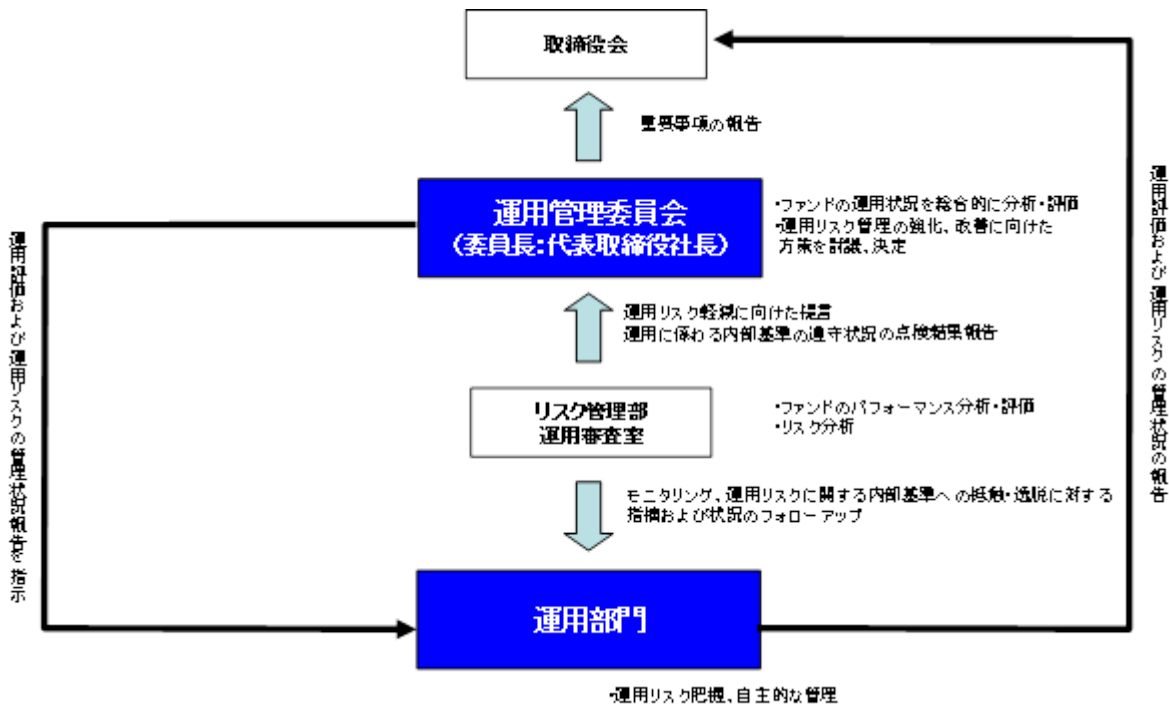 取締役会
重要事項の報告
運用管理委員会
（委員長：代表取締役社長）
・ファンドの運用状況を総合的に分析・評価
・運用リスク管理の強化、改善に向けた
方策を討議、決定
運用リスク軽減に向けた提言
運用に係わる内部基準の遵守状況の点検結果報告
リスク管理部
運用審査室
・ファンドのパフォーマンス分析・評価
・リスク分析
モニタリング、運用リスクに関する内部基準への抵触・逸脱に対する
指摘および状況のフォローアップ
運用部門
・運用リスク把握、自主的な管理
運用評価および運用リスクの管理状況報告を指示
運用評価および運用リスクの管理状況の報告